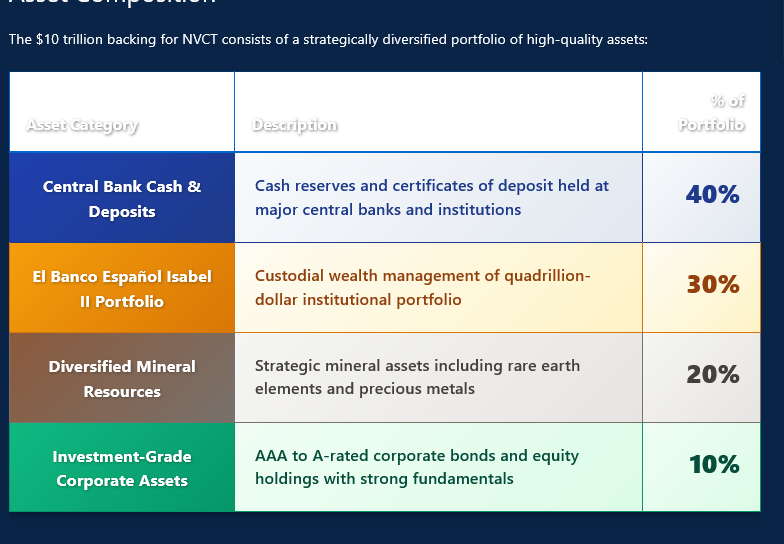 Asset Composition
The $10 trillion backing for NVCT consists of a strategically diversified portfolio of high-quality assets:
Asset Category
Description
% of
Portfolio
Central Bank Cash &
Deposits
Cash reserves and certificates of deposit held at
major central banks and institutions
40%
El Banco Español Isabel
II Portfolio
Custodial wealth management of quadrillion-
dollar institutional portfolio
30%
Diversified Mineral
Resources
Strategic mineral assets including rare earth
elements and precious metals
20%
Investment-Grade
Corporate Assets
AAA to A-rated corporate bonds and equity
holdings with strong fundamentals
10%